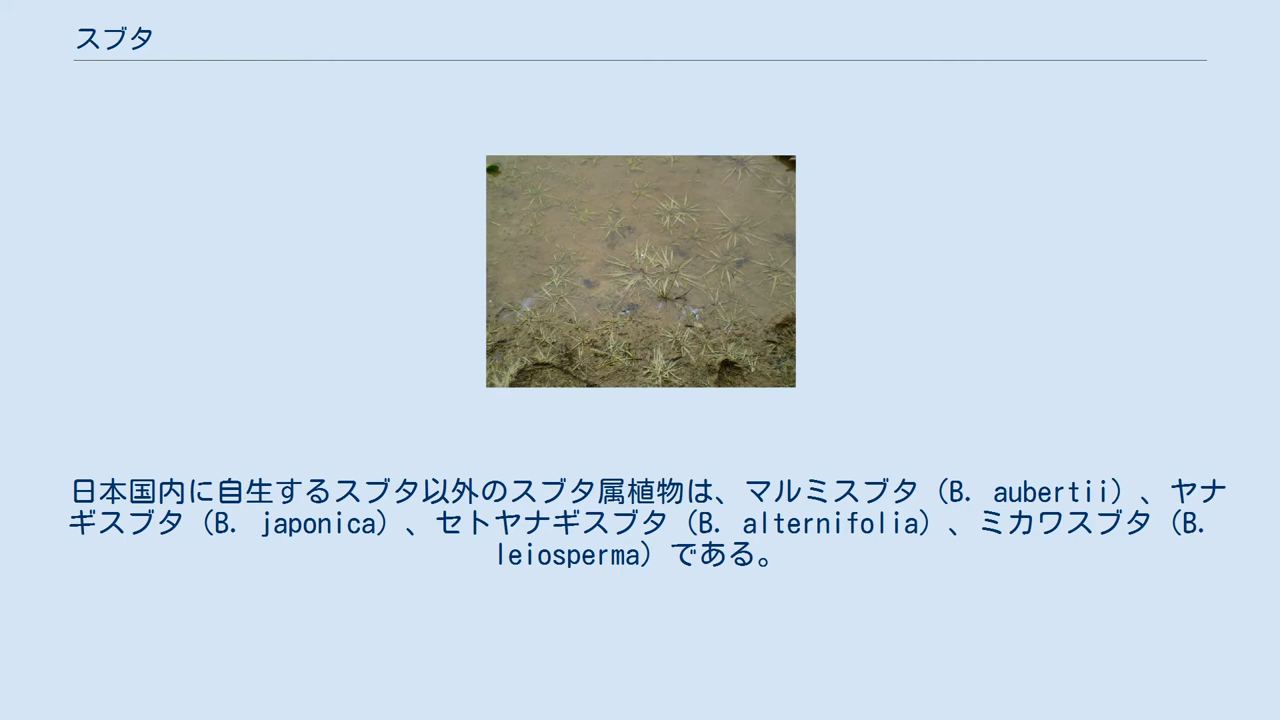 スブタ
日本国内に自生するスブタ以外のスブタ属植物は、マルミスブタ（B. aubertii）、ヤナ
ギスブタ（B. japonica）、セトヤナギスブタ（B. alternifolia）、ミカワスブタ（B.
leiosperma）である。